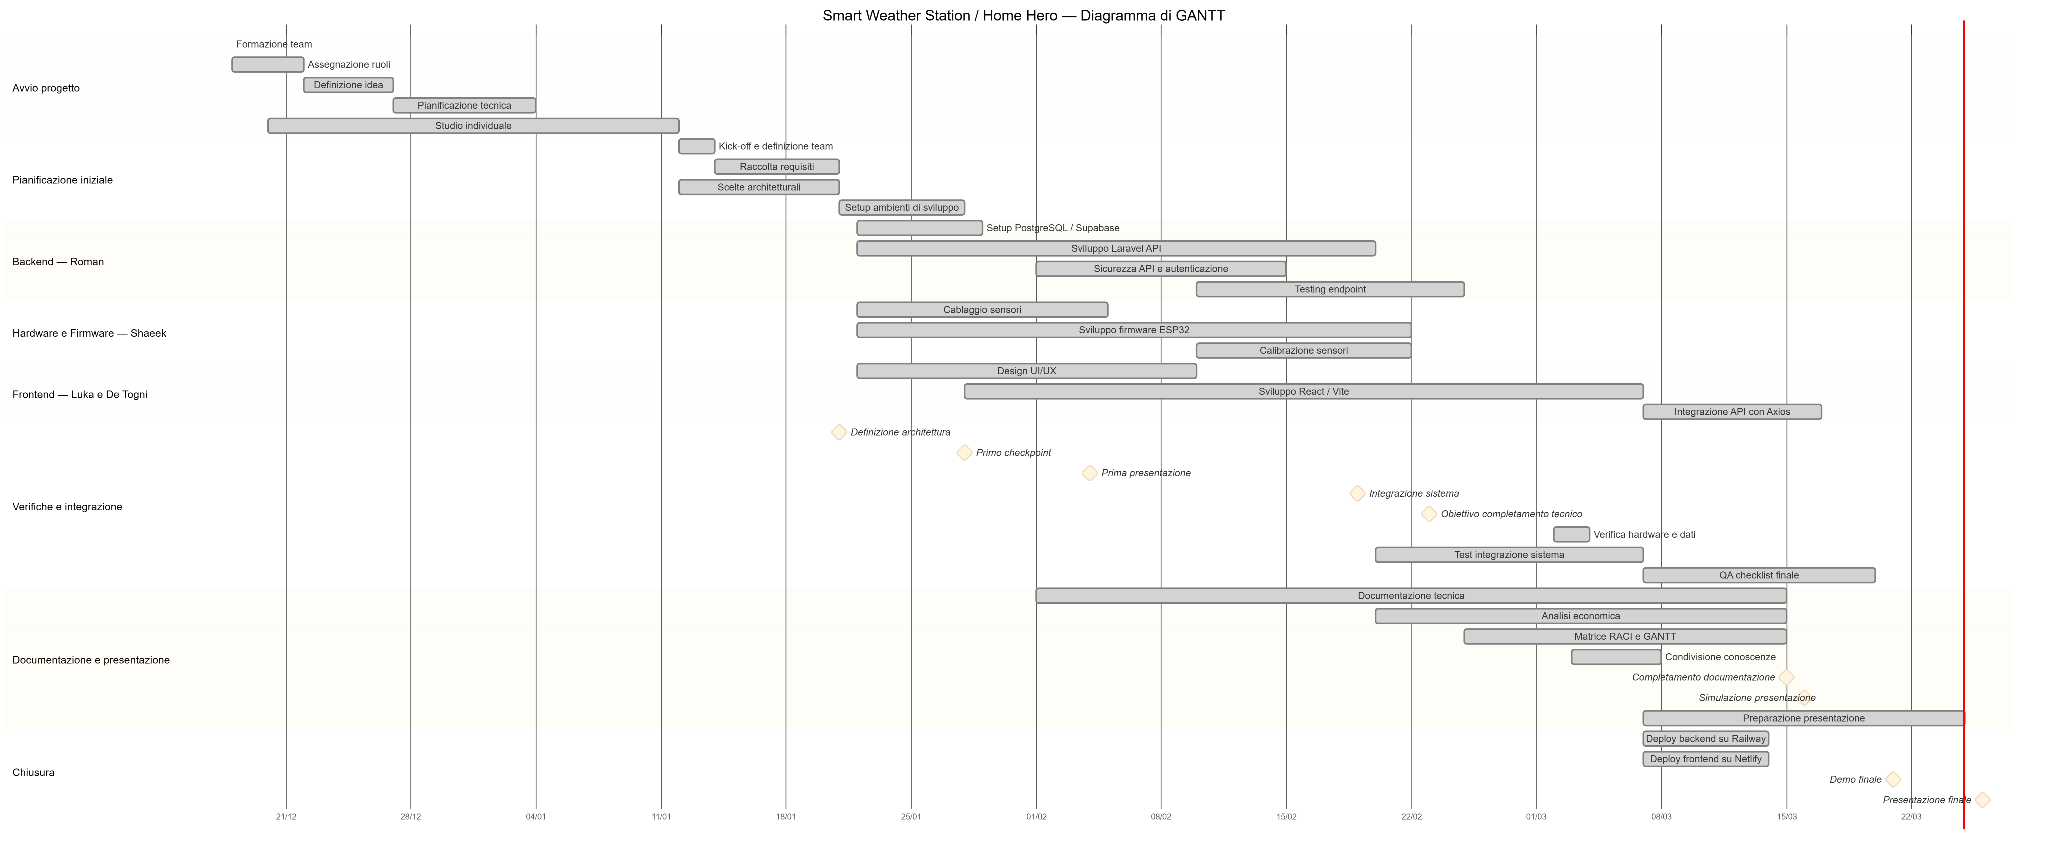 Smart Weather Station / Home Hero — Diagramma di GANTT
Avvio progetto
Formazione team
Assegnazione ruoli
Definizione idea
Pianificazione tecnica
Studio individuale
Pianificazione iniziale
Kick-off e definizione team
Raccolta requisiti
Scelte architetturali
Setup ambienti di sviluppo
Backend — Roman
Setup PostgreSQL / Supabase
Sviluppo Laravel API
Sicurezza API e autenticazione
Testing endpoint
Hardware e Firmware — Shaeek
Cablaggio sensori
Sviluppo firmware ESP32
Calibrazione sensori
Frontend — Luka e De Togni
Design UI/UX
Sviluppo React / Vite
Integrazione API con Axios
Verifiche e integrazione
Definizione architettura
Primo checkpoint
Prima presentazione
Integrazione sistema
Obiettivo completamento tecnico
Verifica hardware e dati
Test integrazione sistema
QA checklist finale
Documentazione e presentazione
Documentazione tecnica
Analisi economica
Matrice RACI e GANTT
Condivisione conoscenze
Completamento documentazione
Simulazione presentazione
Preparazione presentazione
Chiusura
Deploy backend su Railway
Deploy frontend su Netlify
Demo finale
Presentazione finale
21/12 28/12 04/01 11/01 18/01 25/01 01/02 08/02 15/02 22/02 01/03 08/03 15/03 22/03